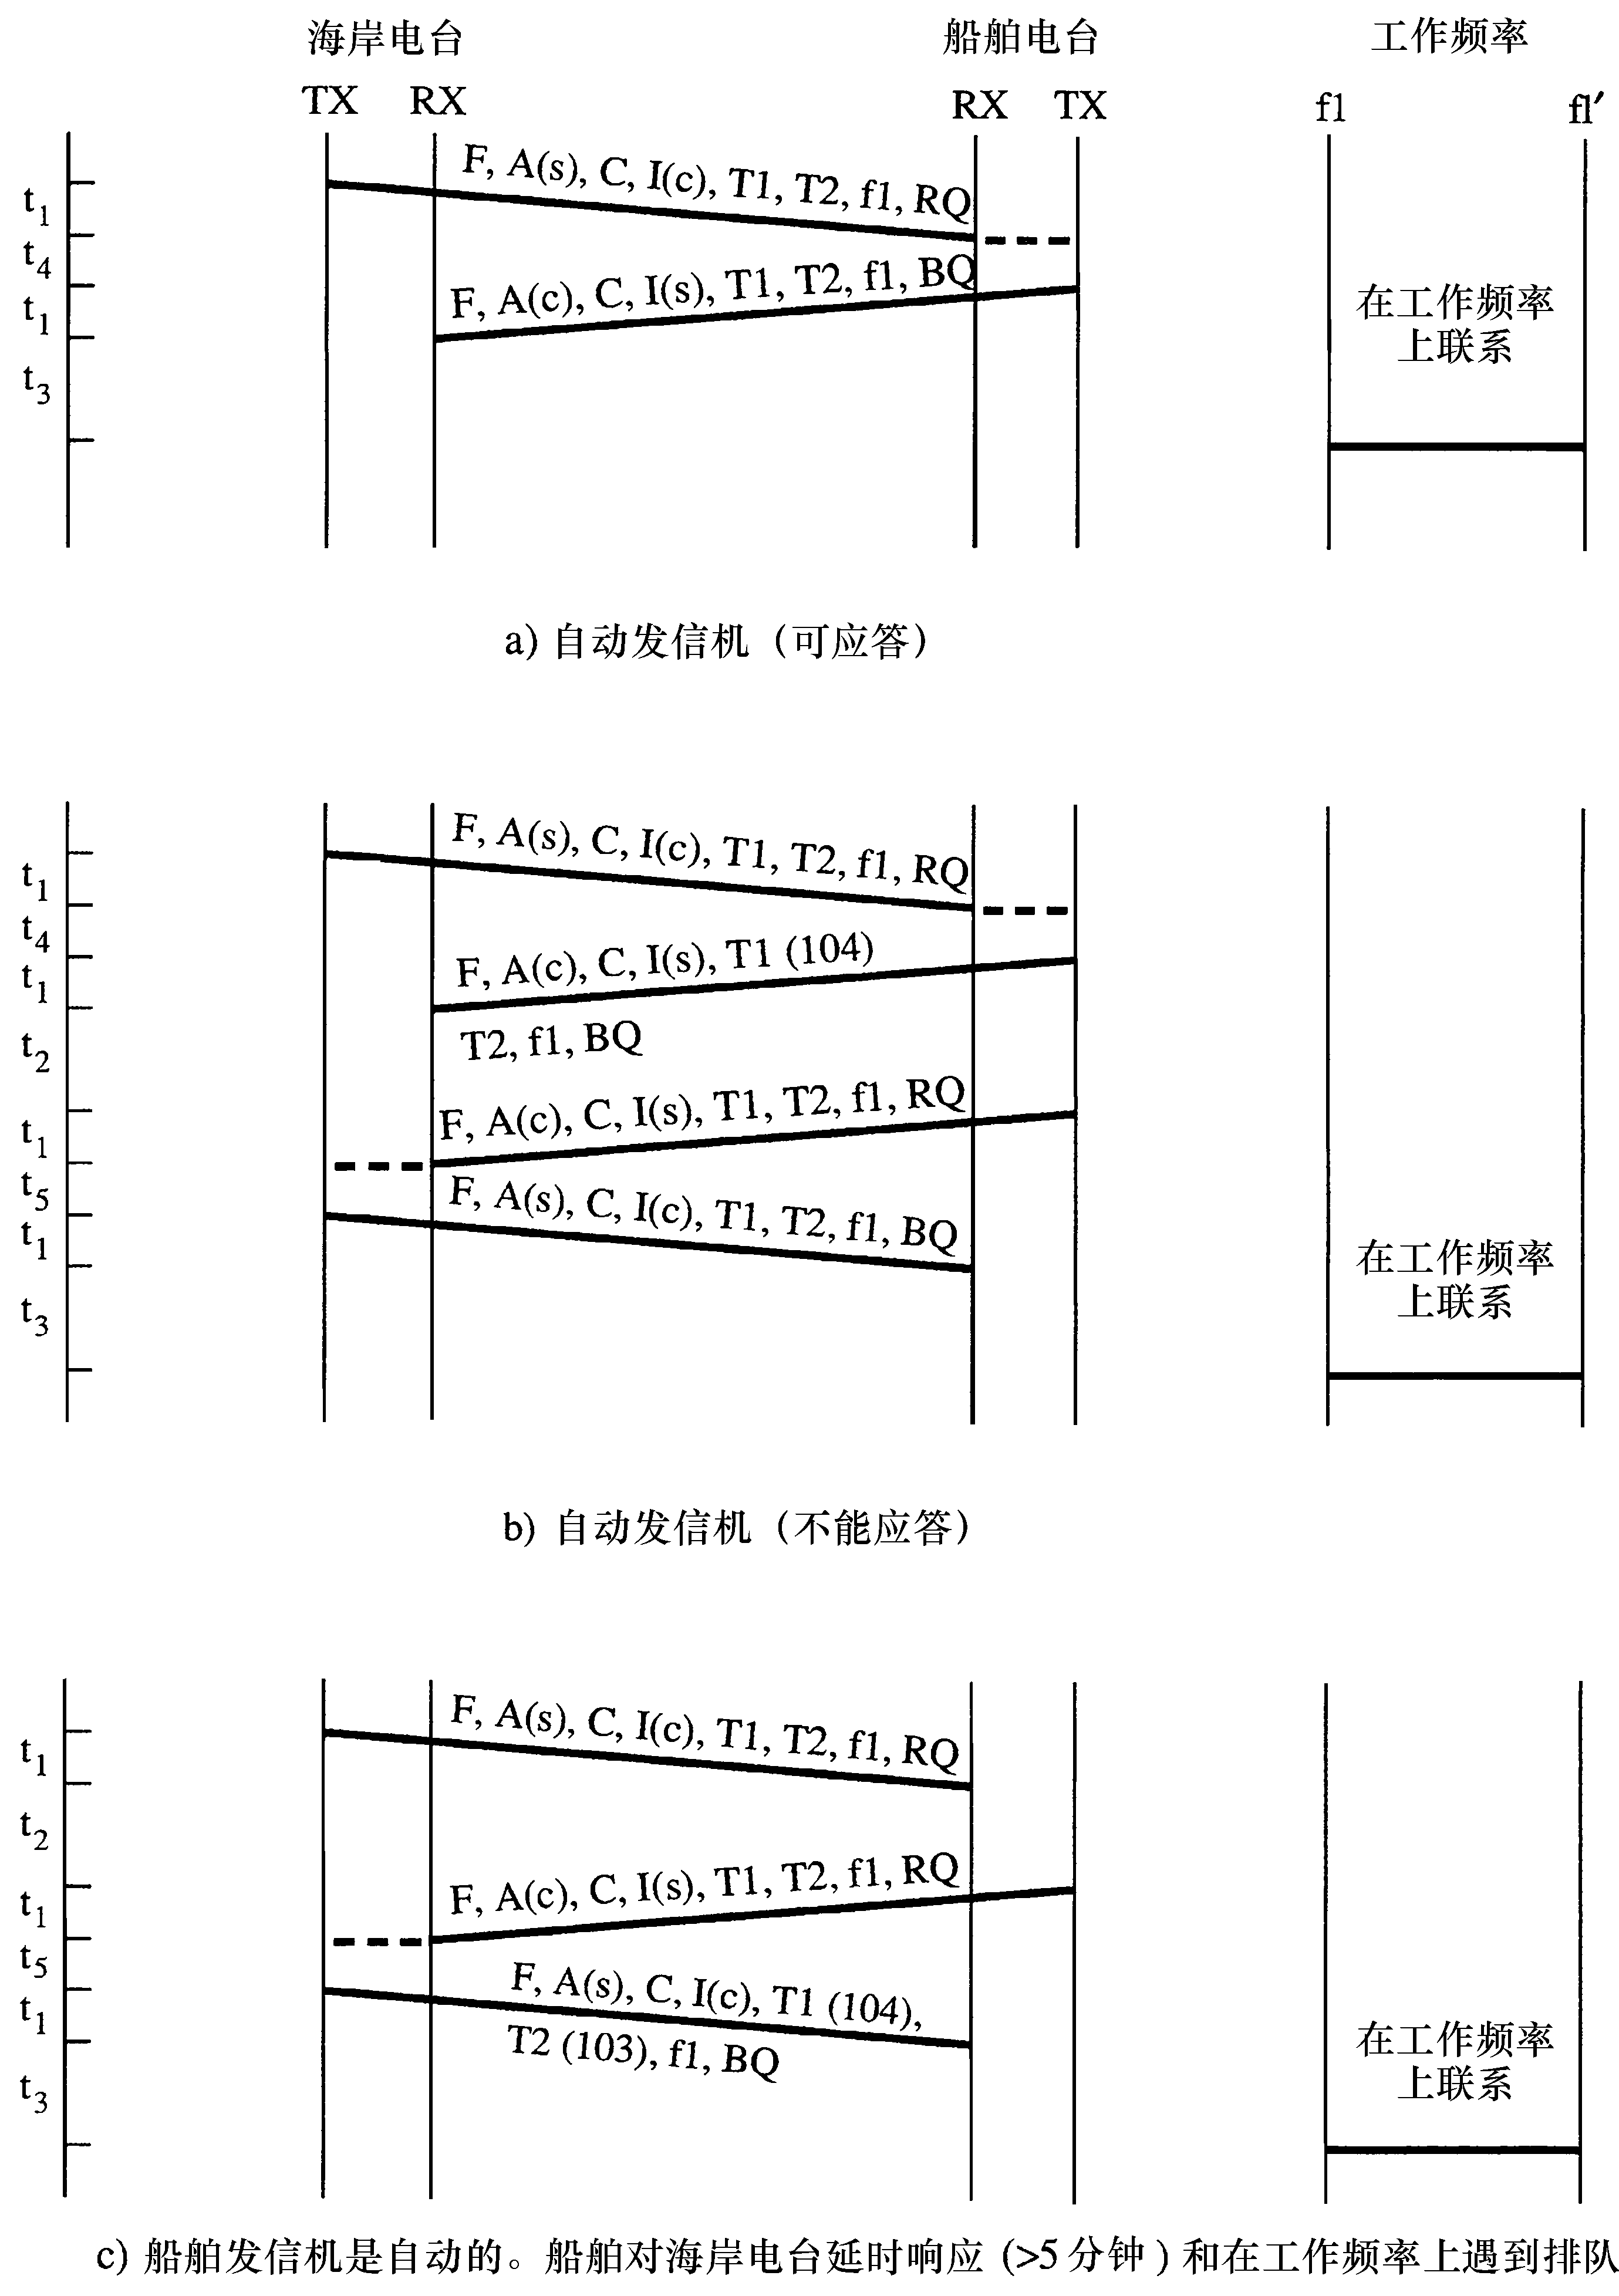 海岸电台 船舶电台 工作频率
TX RX RX TX f1 f1′
F, A(s), C, I(c), T1, T2, f1, RQ
t1
t4
F, A(c), C, I(s), T1, T2, f1, BQ
t1
在工作频率
上联系
t3
a) 自动发信机（可应答）
F, A(s), C, I(c), T1, T2, f1, RQ
t1
t4
F, A(c), C, I(s), T1 (104)
t1
T2, f1, BQ
t2
F, A(c), C, I(s), T1, T2, f1, RQ
t1
t5
F, A(s), C, I(c), T1, T2, f1, BQ
t1
在工作频率
上联系
t3
b) 自动发信机（不能应答）
F, A(s), C, I(c), T1, T2, f1, RQ
t1
t2
F, A(c), C, I(s), T1, T2, f1, RQ
t1
t5
F, A(s), C, I(c), T1 (104),
t1
T2 (103), f1, BQ
在工作频率
上联系
t3
c) 船舶发信机是自动的。船舶对海岸电台延时响应 (>5分钟) 和在工作频率上遇到排队